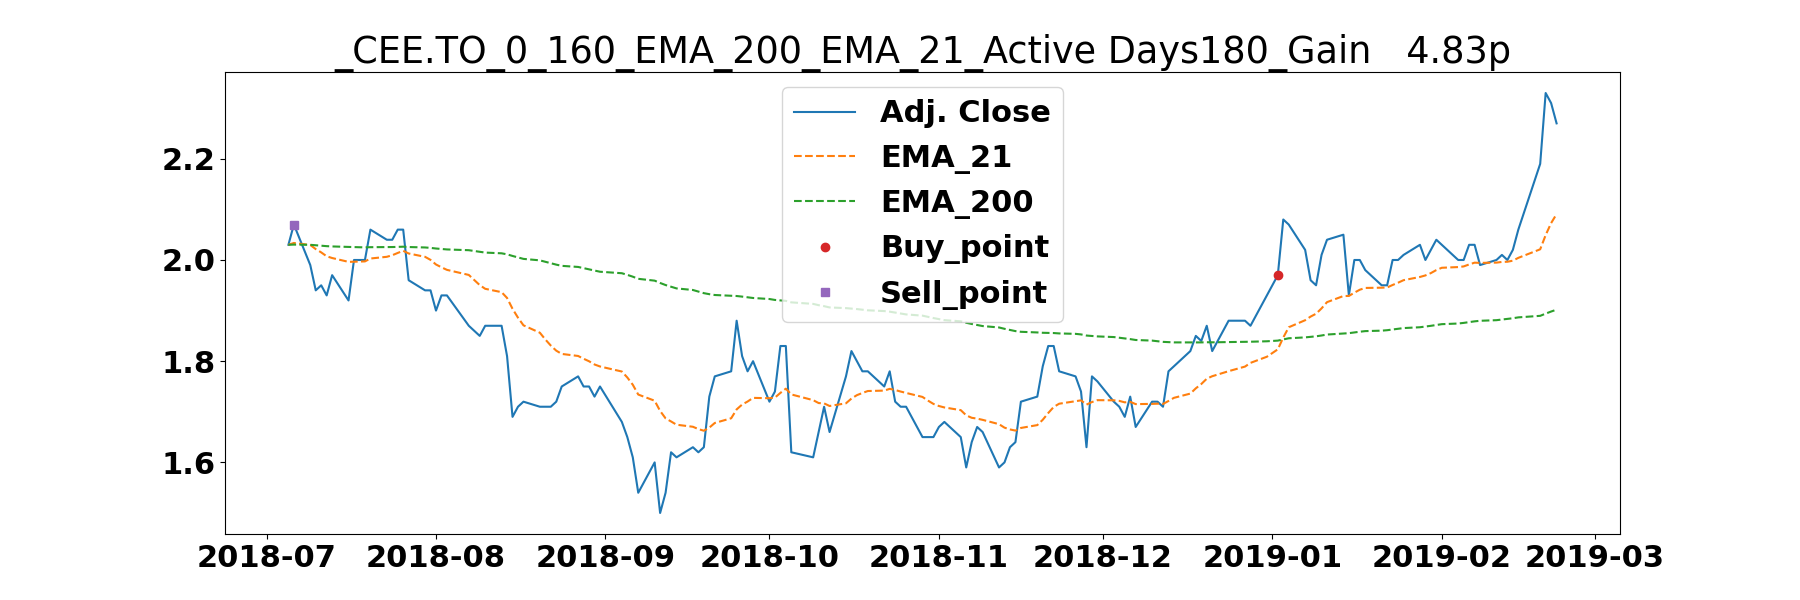 _CEE.TO_0_160_EMA_200_EMA_21_Active Days180_Gain   4.83p
Adj. Close
EMA_21
EMA_200
Buy_point
Sell_point
2.2
2.0
1.8
1.6
2018-07 2018-08 2018-09 2018-10 2018-11 2018-12 2019-01 2019-02 2019-03